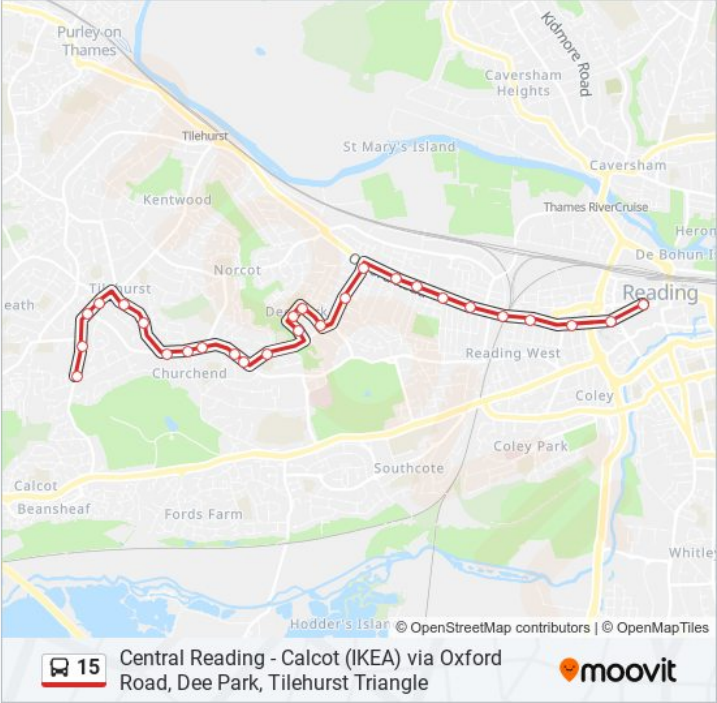 Purley on
Thames
Kidmore Road
Caversham
Heights
Tilehurst
St Mary's Island
Caversham
Kentwood
Thames RiverCruise
Heron
De Bohun I
Norcot
Reading
eath
Reading West
Churchend
Coley
Coley Park
Southcote
Calcot
Beansheaf
Fords Farm
Whitley
Hodder's Islan
© OpenStreetMap contributors | © OpenMapTiles
15
Central Reading - Calcot (IKEA) via Oxford
Road, Dee Park, Tilehurst Triangle
moovit